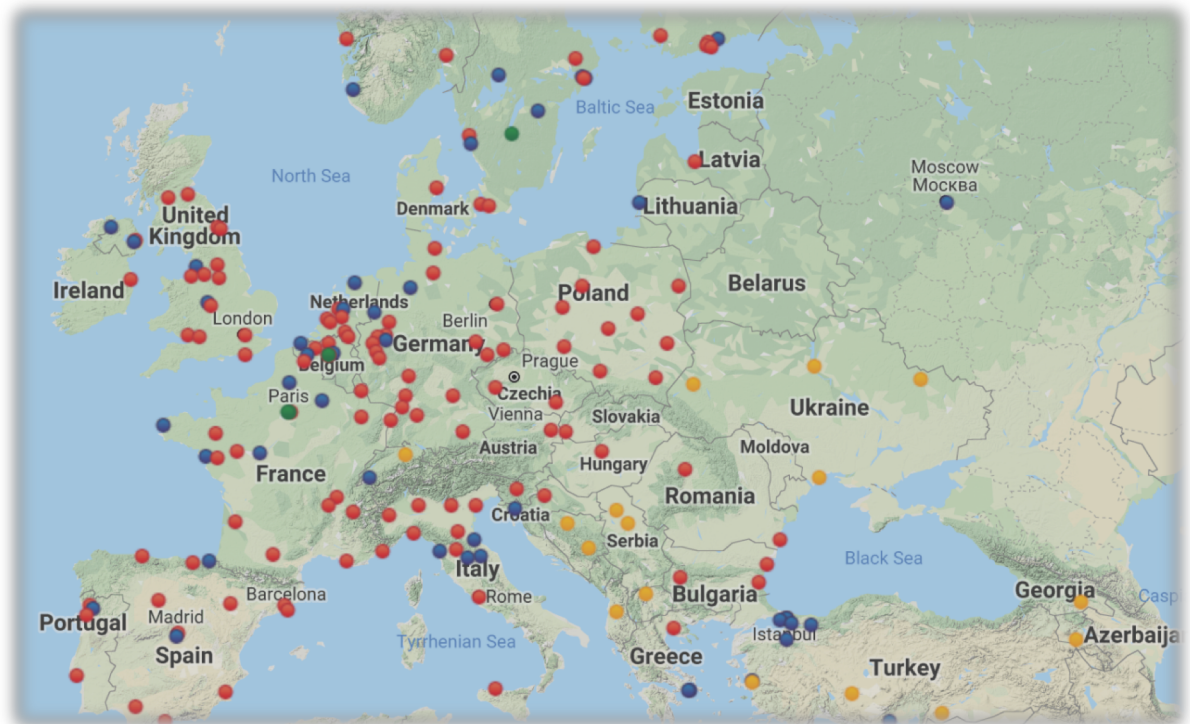 Estonia
Baltic Sea
Latvia
Moscow
Москва
North Sea
Denmark
Lithuania
United
Kingdom
Ireland
Belarus
Poland
Netherlands
London
Berlin
Germany
Belgium
Prague
Czechia
Paris
Vienna
Slovakia
Ukraine
Austria
Moldova
Hungary
France
Romania
Croatia
Serbia
Black Sea
Italy
Barcelona
Rome
Bulgaria
Georgia
Casp
Portugal
Madrid
Istanbul
Azerbaija
Tyrrhenian Sea
Spain
Greece
Turkey